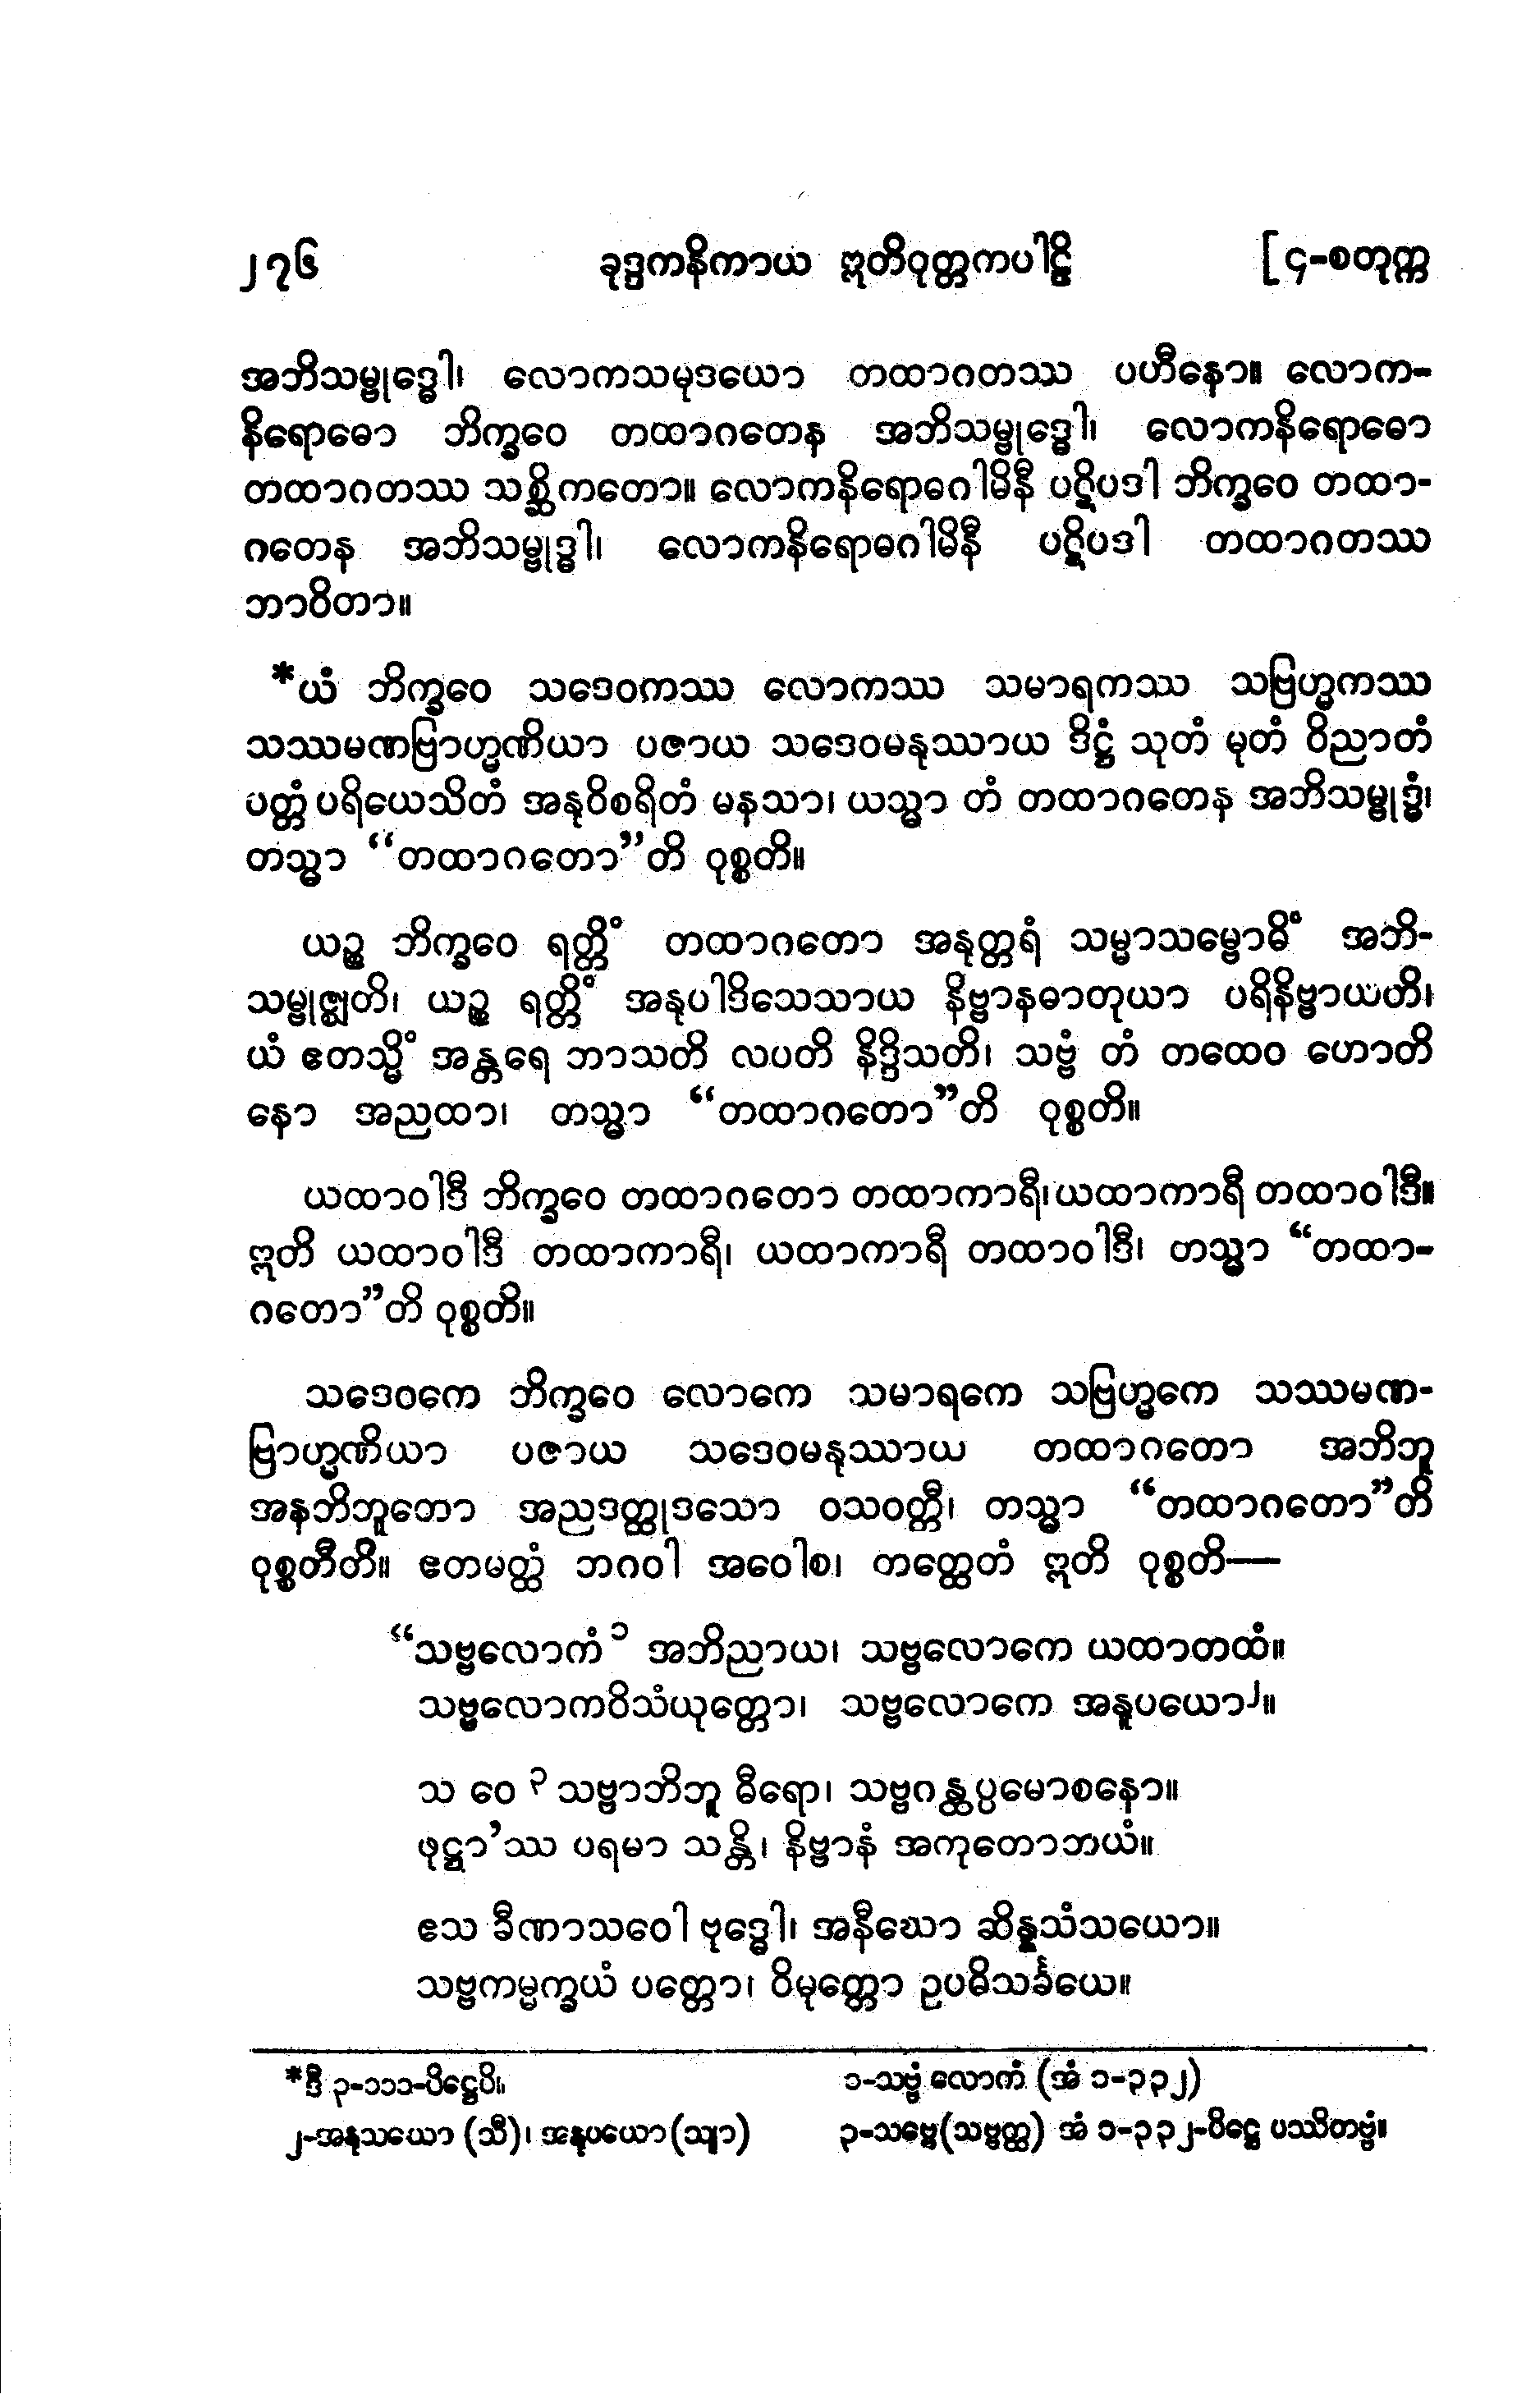 ၂၇၆ ခုဒ္ဒကနိကာယ ဣတိဝုတ္တကပါဠိ [၄-စတုက္က
အဘိသမ္ဗုဒ္ဓေါ၊ လောကသမုဒယော တထာဂတဿ ပဟီနော။ လောက-
နိရောဓော ဘိက္ခဝေ တထာဂတေန အဘိသမ္ဗုဒ္ဓေါ၊ လောကနိရောဓော
တထာဂတဿ သစ္ဆိကတော။ လောကနိရောဓဂါမိနီ ပဋိပဒါ ဘိက္ခဝေ တထာ-
ဂတေန အဘိသမ္ဗုဒ္ဓါ၊ လောကနိရောဓဂါမိနီ ပဋိပဒါ တထာဂတဿ
ဘာဝိတာ။
*ယံ ဘိက္ခဝေ သဒေဝကဿ လောကဿ သမာရကဿ သဗြဟ္မကဿ
သဿမဏဗြာဟ္မဏိယာ ပဇာယ သဒေဝမနုဿာယ ဒိဋ္ဌံ သုတံ မုတံ ဝိညာတံ
ပတ္တံ ပရိယေသိတံ အနုဝိစရိတံ မနသာ၊ ယသ္မာ တံ တထာဂတေန အဘိသမ္ဗုဒ္ဓံ၊
တသ္မာ “တထာဂတော”တိ ဝုစ္စတိ။
ယဉ္စ ဘိက္ခဝေ ရတ္တိံ တထာဂတော အနုတ္တရံ သမ္မာသမ္ဗောဓိံ အဘိ-
သမ္ဗုဇ္ဈတိ၊ ယဉ္စ ရတ္တိံ အနုပါဒိသေသာယ နိဗ္ဗာနဓာတုယာ ပရိနိဗ္ဗာယတိ၊
ယံ ဧတသ္မိံ အန္တရေ ဘာသတိ လပတိ နိဒ္ဒိသတိ၊ သဗ္ဗံ တံ တထေဝ ဟောတိ
နော အညထာ၊ တသ္မာ “တထာဂတော”တိ ဝုစ္စတိ။
ယထာဝါဒီ ဘိက္ခဝေ တထာဂတော တထာကာရီ၊ ယထာကာရီ တထာဝါဒီ။
ဣတိ ယထာဝါဒီ တထာကာရီ၊ ယထာကာရီ တထာဝါဒီ၊ တသ္မာ “တထာ-
ဂတော”တိ ဝုစ္စတိ။
သဒေဝကေ ဘိက္ခဝေ လောကေ သမာရကေ သဗြဟ္မကေ သဿမဏ-
ဗြာဟ္မဏိယာ ပဇာယ သဒေဝမနုဿာယ တထာဂတော အဘိဘူ
အနဘိဘူတော အညဒတ္ထုဒသော ဝသဝတ္တီ၊ တသ္မာ “တထာဂတော”တိ
ဝုစ္စတီတိ။ ဧတမတ္ထံ ဘဂဝါ အဝေါစ၊ တတ္ထေတံ ဣတိ ဝုစ္စတိ—
“သဗ္ဗလောကံ ၁ အဘိညာယ၊ သဗ္ဗလောကေ ယထာတထံ။
သဗ္ဗလောကဝိသံယုတ္တော၊ သဗ္ဗလောကေ အနူပယော ၂။
သ ဝေ ၃ သဗ္ဗာဘိဘူ ဓီရော၊ သဗ္ဗဂန္ထပ္ပမောစနော။
ဖုဋ္ဌာ’ဿ ပရမာ သန္တိ၊ နိဗ္ဗာနံ အကုတောဘယံ။
ဧသ ခီဏာသဝေါ ဗုဒ္ဓေါ၊ အနီဃော ဆိန္နသံသယော။
သဗ္ဗကမ္မက္ခယံ ပတ္တော၊ ဝိမုတ္တော ဥပဓိသင်္ခယေ။
*ဒီ ၃-၁၁၁-ပိဋ္ဌေပိ။ ၁-သဗ္ဗံ လောကံ (အံ ၁-၃၃၂)
၂-အနုသယော (သီ)၊ အနုပယော (သျာ) ၃-သဗ္ဗေ(သဗ္ဗတ္ထ) အံ ၁-၃၃၂-ပိဋ္ဌေ ပဿိတဗ္ဗံ။